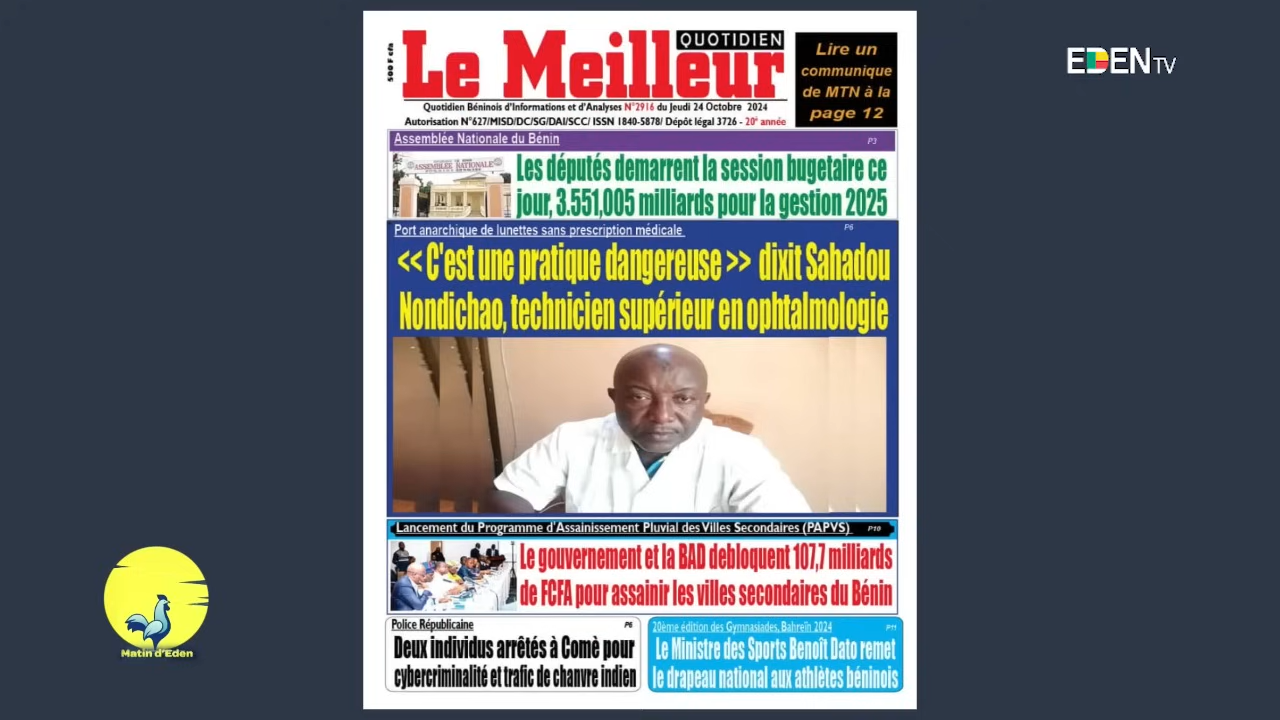 500 F cfa
Le Meilleur
QUOTIDIEN
Lire un
communique
de MTN à la
page 12
EDEN TV
Quotidien Béninois d'Informations et d'Analyses N°2916 du Jeudi 24 Octobre 2024
Autorisation N°627/MISD/DC/SG/DAI/SCC/ ISSN 1840-5878/ Dépôt légal 3726 - 20e année
Assemblée Nationale du Bénin P3
ASSEMBLEE NATIONALE
Les députés demarrent la session bugetaire ce
jour, 3.551,005 milliards pour la gestion 2025
Port anarchique de lunettes sans prescription médicale P6
<< C'est une pratique dangereuse >> dixit Sahadou
Nondichao, technicien supérieur en ophtalmologie
Lancement du Programme d'Assainissement Pluvial des Villes Secondaires (PAPVS) P10
Le gouvernement et la BAD debloquent 107,7 milliards
de FCFA pour assainir les villes secondaires du Bénin
Police Républicaine P6
Deux individus arrêtés à Comè pour
cybercriminalité et trafic de chanvre indien
20ème édition des Gymnasiades, Bahreïn 2024 P11
Le Ministre des Sports Benoît Dato remet
le drapeau national aux athlètes béninois
Matin d'Eden